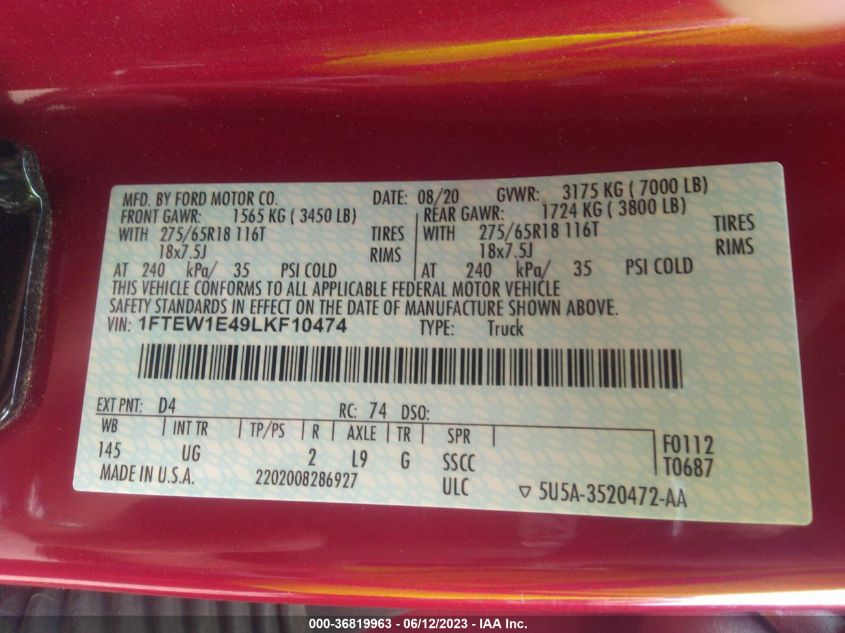 MFD. BY FORD MOTOR CO. DATE: 08/20 GVWR: 3175 KG ( 7000 LB)
FRONT GAWR: 1565 KG ( 3450 LB) REAR GAWR: 1724 KG ( 3800 LB)
WITH 275/65R18 116T TIRES WITH 275/65R18 116T TIRES
18x7.5J RIMS 18x7.5J RIMS
AT 240 kPa/ 35 PSI COLD AT 240 kPa/ 35 PSI COLD
THIS VEHICLE CONFORMS TO ALL APPLICABLE FEDERAL MOTOR VEHICLE
SAFETY STANDARDS IN EFFECT ON THE DATE OF MANUFACTURE SHOWN ABOVE.
VIN: 1FTEW1E49LKF10474 TYPE: Truck
EXT PNT: D4 RC: 74 DSO:
WB INT TR TP/PS R AXLE TR SPR F0112
145 UG 2 L9 G SSCC T0687
MADE IN U.S.A. 2202008286927 ULC ▽ 5U5A-3520472-AA
000-36819963 - 06/12/2023 - IAA Inc.